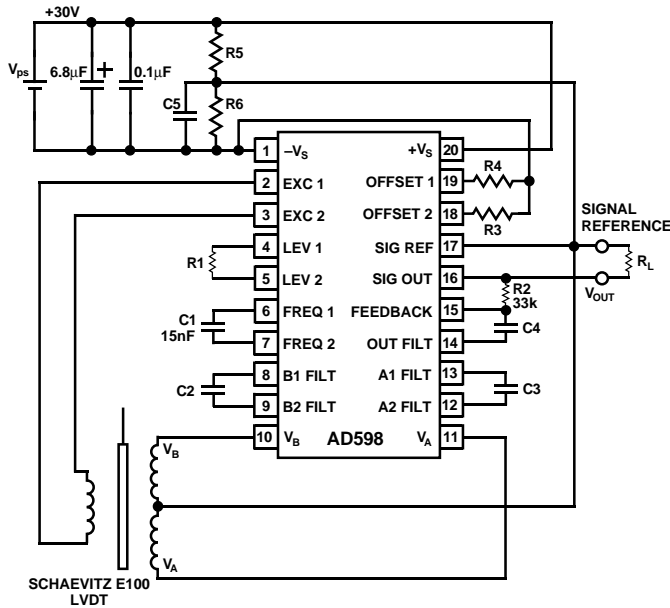 +30V
Vps
6.8µF
+
0.1µF
R5
C5
R6
1
–VS
+VS
20
2
EXC 1
OFFSET 1
19
R4
3
EXC 2
OFFSET 2
18
R3
SIGNAL
REFERENCE
4
LEV 1
SIG REF
17
R1
RL
5
LEV 2
SIG OUT
16
VOUT
R2
33k
6
FREQ 1
FEEDBACK
15
C1
15nF
C4
7
FREQ 2
OUT FILT
14
8
B1 FILT
A1 FILT
13
C2
C3
9
B2 FILT
A2 FILT
12
10
VB
AD598
VA
11
VB
VA
SCHAEVITZ E100
LVDT